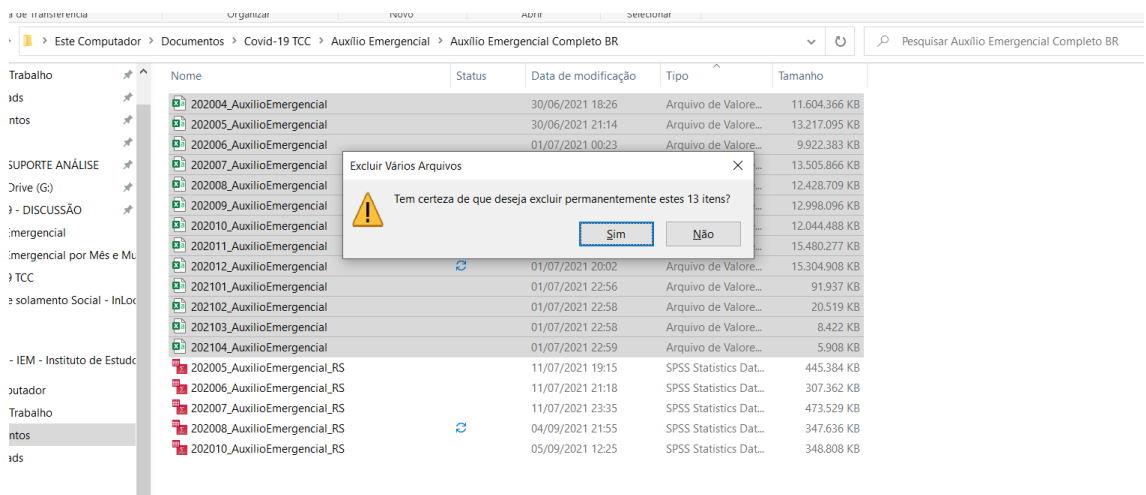 a de Transferência Organizar Novo Abrir Selecionar
Este Computador > Documentos > Covid-19 TCC > Auxílio Emergencial > Auxílio Emergencial Completo BR
Pesquisar Auxílio Emergencial Completo BR
Trabalho
ads
ntos
SUPORTE ANÁLISE
Drive (G:)
9 - DISCUSSÃO
Emergencial
Emergencial por Mês e Mu
9 TCC
e solamento Social - InLoc
- IEM - Instituto de Estudo
putador
Trabalho
ntos
ads
Nome Status Data de modificação Tipo Tamanho
202004_AuxilioEmergencial 30/06/2021 18:26 Arquivo de Valore... 11.604.366 KB
202005_AuxilioEmergencial 30/06/2021 21:14 Arquivo de Valore... 13.217.095 KB
202006_AuxilioEmergencial 01/07/2021 00:23 Arquivo de Valore... 9.922.383 KB
202007_AuxilioEmergencial 13.505.866 KB
202008_AuxilioEmergencial 12.428.709 KB
202009_AuxilioEmergencial 12.998.096 KB
202010_AuxilioEmergencial 12.044.488 KB
202011_AuxilioEmergencial 15.480.277 KB
202012_AuxilioEmergencial 01/07/2021 20:02 Arquivo de Valore... 15.304.908 KB
202101_AuxilioEmergencial 01/07/2021 22:56 Arquivo de Valore... 91.937 KB
202102_AuxilioEmergencial 01/07/2021 22:58 Arquivo de Valore... 20.519 KB
202103_AuxilioEmergencial 01/07/2021 22:58 Arquivo de Valore... 8.422 KB
202104_AuxilioEmergencial 01/07/2021 22:59 Arquivo de Valore... 5.908 KB
202005_AuxilioEmergencial_RS 11/07/2021 19:15 SPSS Statistics Dat... 445.384 KB
202006_AuxilioEmergencial_RS 11/07/2021 21:18 SPSS Statistics Dat... 307.362 KB
202007_AuxilioEmergencial_RS 11/07/2021 23:35 SPSS Statistics Dat... 473.529 KB
202008_AuxilioEmergencial_RS 04/09/2021 21:55 SPSS Statistics Dat... 347.636 KB
202010_AuxilioEmergencial_RS 05/09/2021 12:25 SPSS Statistics Dat... 348.808 KB
Excluir Vários Arquivos
Tem certeza de que deseja excluir permanentemente estes 13 itens?
Sim Não